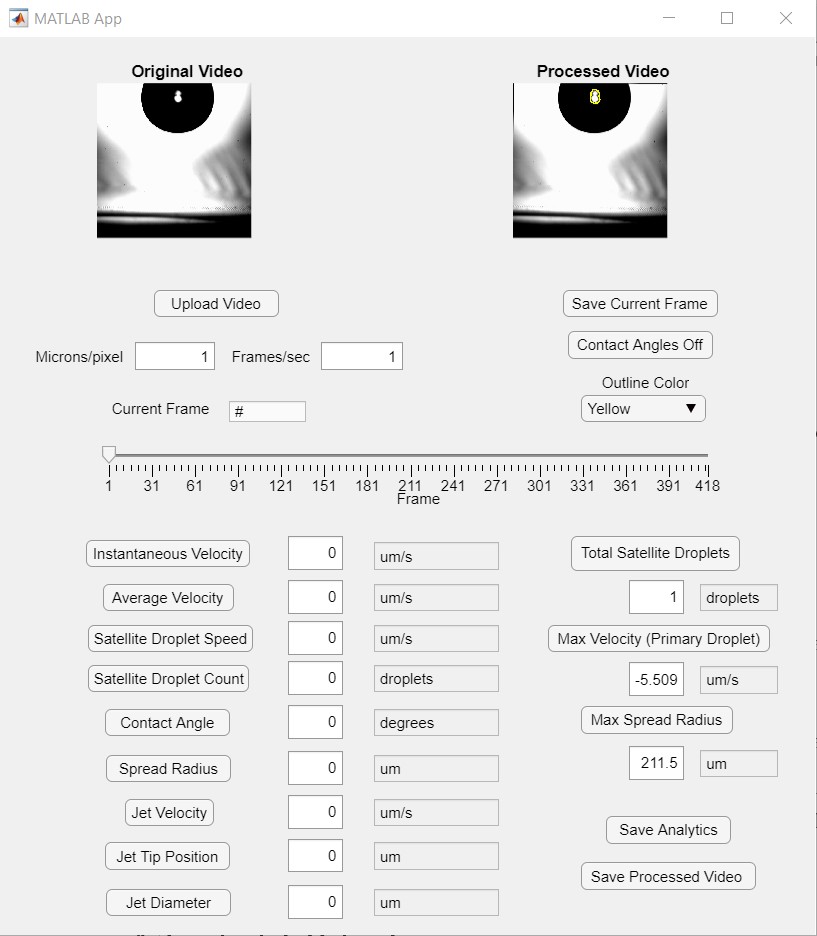 MATLAB App
Original Video
Processed Video
Upload Video
Save Current Frame
Microns/pixel 1 Frames/sec 1
Contact Angles Off
Outline Color
Current Frame #
Yellow
1 31 61 91 121 151 181 211 241 271 301 331 361 391 418
Frame
Instantaneous Velocity 0 um/s
Average Velocity 0 um/s
Satellite Droplet Speed 0 um/s
Satellite Droplet Count 0 droplets
Contact Angle 0 degrees
Spread Radius 0 um
Jet Velocity 0 um/s
Jet Tip Position 0 um
Jet Diameter 0 um
Total Satellite Droplets
1 droplets
Max Velocity (Primary Droplet)
-5.509 um/s
Max Spread Radius
211.5 um
Save Analytics
Save Processed Video